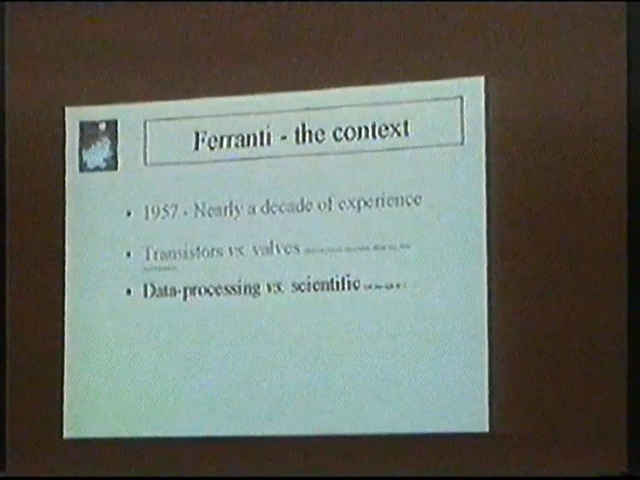 Ferranti - the context
• 1957 - Nearly a decade of experience
• Transistors vs. valves
• Data-processing vs. scientific